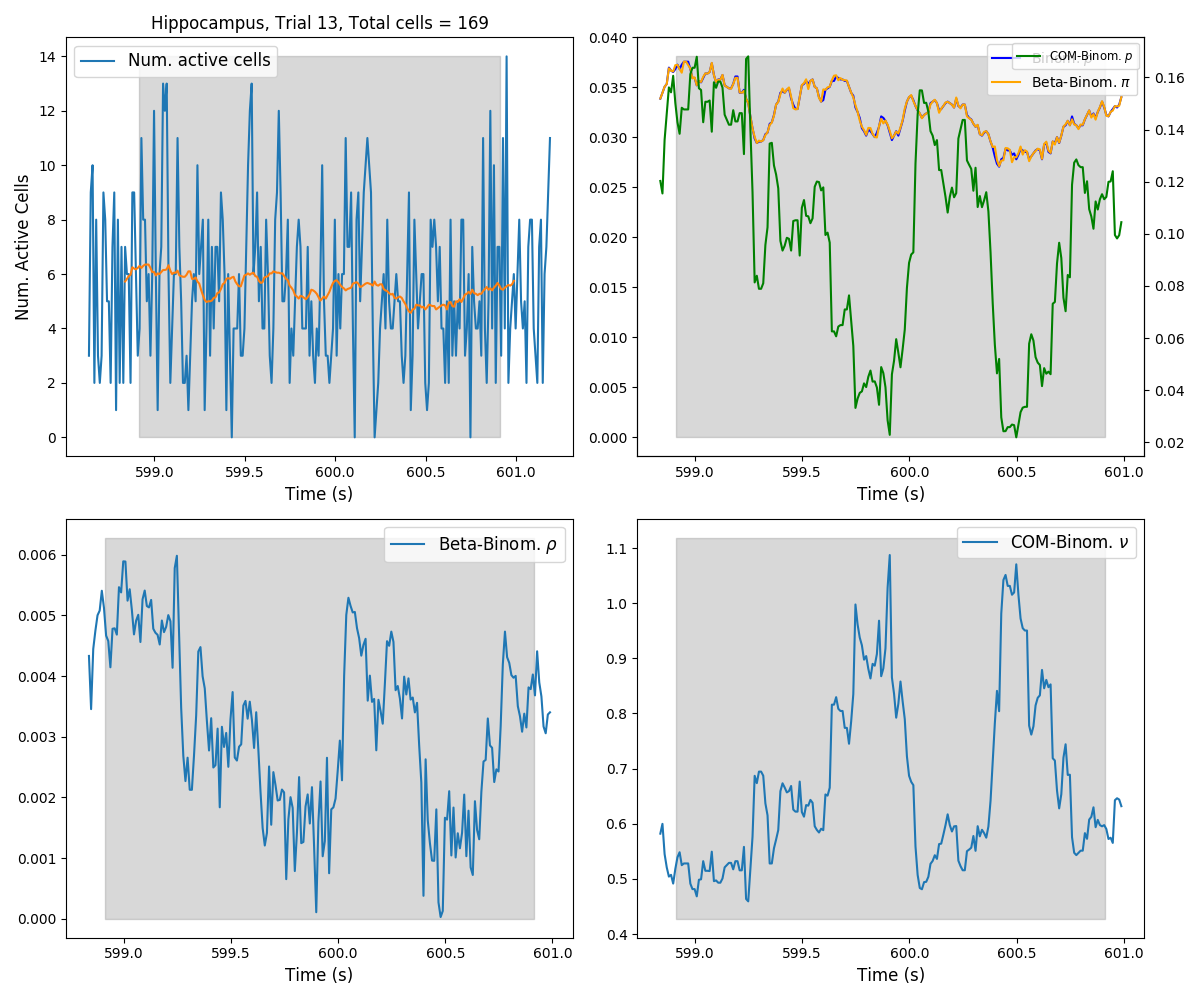 Hippocampus, Trial 13, Total cells = 169
Num. active cells
Num. Active Cells
14
12
10
8
6
4
2
0
599.0 599.5 600.0 600.5 601.0
Time (s)
COM-Binom. p
Beta-Binom. π
0.040
0.035
0.030
0.025
0.020
0.015
0.010
0.005
0.000
0.16
0.14
0.12
0.10
0.08
0.06
0.04
0.02
599.0 599.5 600.0 600.5 601.0
Time (s)
Beta-Binom. ρ
0.006
0.005
0.004
0.003
0.002
0.001
0.000
599.0 599.5 600.0 600.5 601.0
Time (s)
COM-Binom. ν
1.1
1.0
0.9
0.8
0.7
0.6
0.5
0.4
599.0 599.5 600.0 600.5 601.0
Time (s)